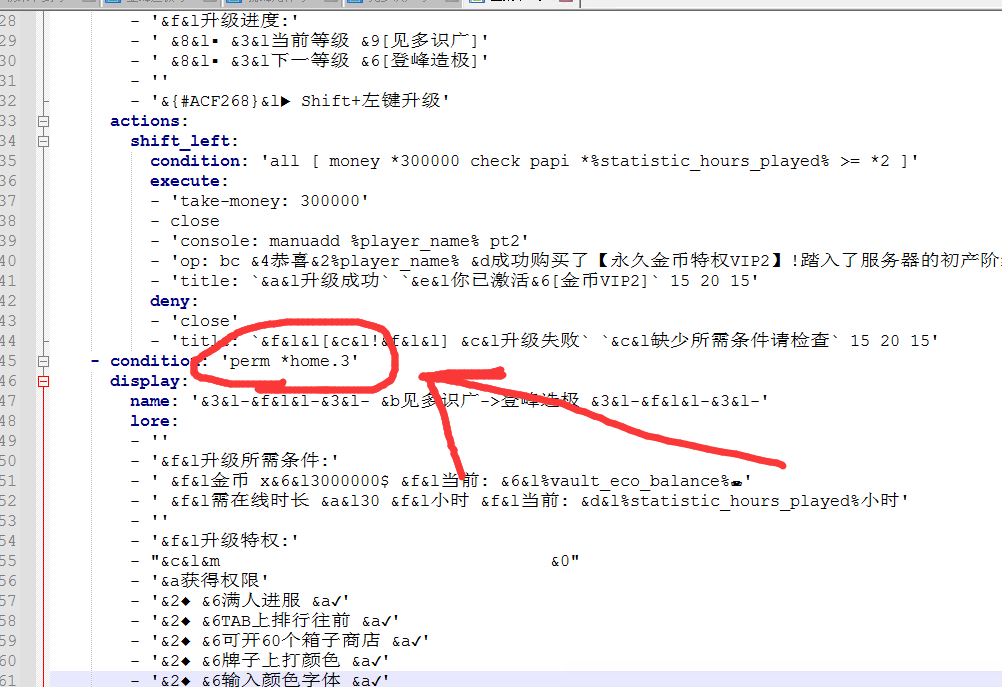 28 - '&f&l升级进度:'
29 - ' &8&l▪ &3&l当前等级 &9[见多识广]'
30 - ' &8&l▪ &3&l下一等级 &6[登峰造极]'
31 - ''
32 - '&{#ACF268}&l▶ Shift+左键升级'
33 actions:
34 shift_left:
35 condition: 'all [ money *300000 check papi *%statistic_hours_played% >= *2 ]'
36 execute:
37 - 'take-money: 300000'
38 - close
39 - 'console: manuadd %player_name% pt2'
40 - 'op: bc &4恭喜&2%player_name% &d成功购买了【永久金币特权VIP2】!踏入了服务器的初产阶
41 - 'title: `&a&l升级成功` `&e&l你已激活&6[金币VIP2]` 15 20 15'
42 deny:
43 - 'close'
44 - 'title: `&f&l&l[&c&l!&f&l&l] &c&l升级失败` `&c&l缺少所需条件请检查` 15 20 15'
45 - condition: 'perm *home.3'
46 display:
47 name: '&3&l-&f&l&l-&3&l- &b见多识广->登峰造极 &3&l-&f&l&l-&3&l-'
48 lore:
49 - ''
50 - '&f&l升级所需条件:'
51 - ' &f&l金币 x&6&l3000000$ &f&l当前: &6&l%vault_eco_balance%'
52 - ' &f&l需在线时长 &a&l30 &f&l小时 &f&l当前: &d&l%statistic_hours_played%小时'
53 - ''
54 - '&f&l升级特权:'
55 - "&c&l&m &0"
56 - '&a获得权限'
57 - '&2◆ &6满人进服 &a✓'
58 - '&2◆ &6TAB上排行往前 &a✓'
59 - '&2◆ &6可开60个箱子商店 &a✓'
60 - '&2◆ &6牌子上打颜色 &a✓'
61 - '&2◆ &6输入颜色字体 &a✓'